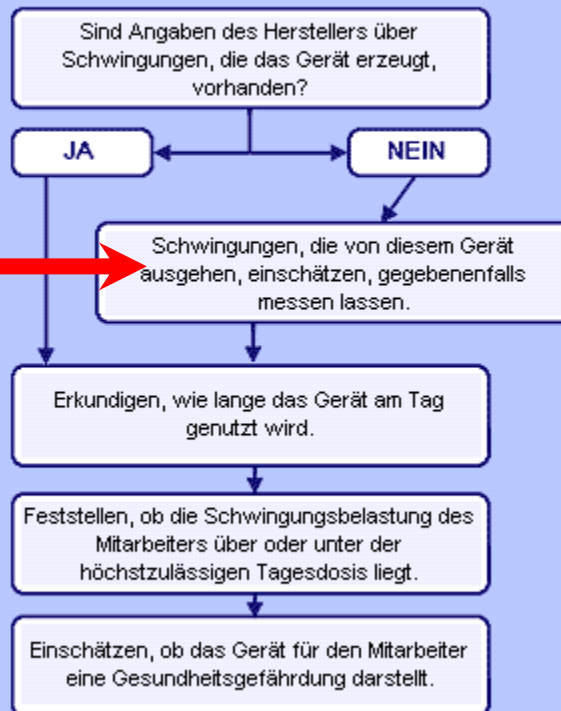 Sind Angaben des Herstellers über
Schwingungen, die das Gerät erzeugt,
vorhanden?
JA
NEIN
Schwingungen, die von diesem Gerät
ausgehen, einschätzen, gegebenenfalls
messen lassen.
Erkundigen, wie lange das Gerät am Tag
genutzt wird.
Feststellen, ob die Schwingungsbelastung des
Mitarbeiters über oder unter der
höchstzulässigen Tagesdosis liegt.
Einschätzen, ob das Gerät für den Mitarbeiter
eine Gesundheitsgefährdung darstellt.